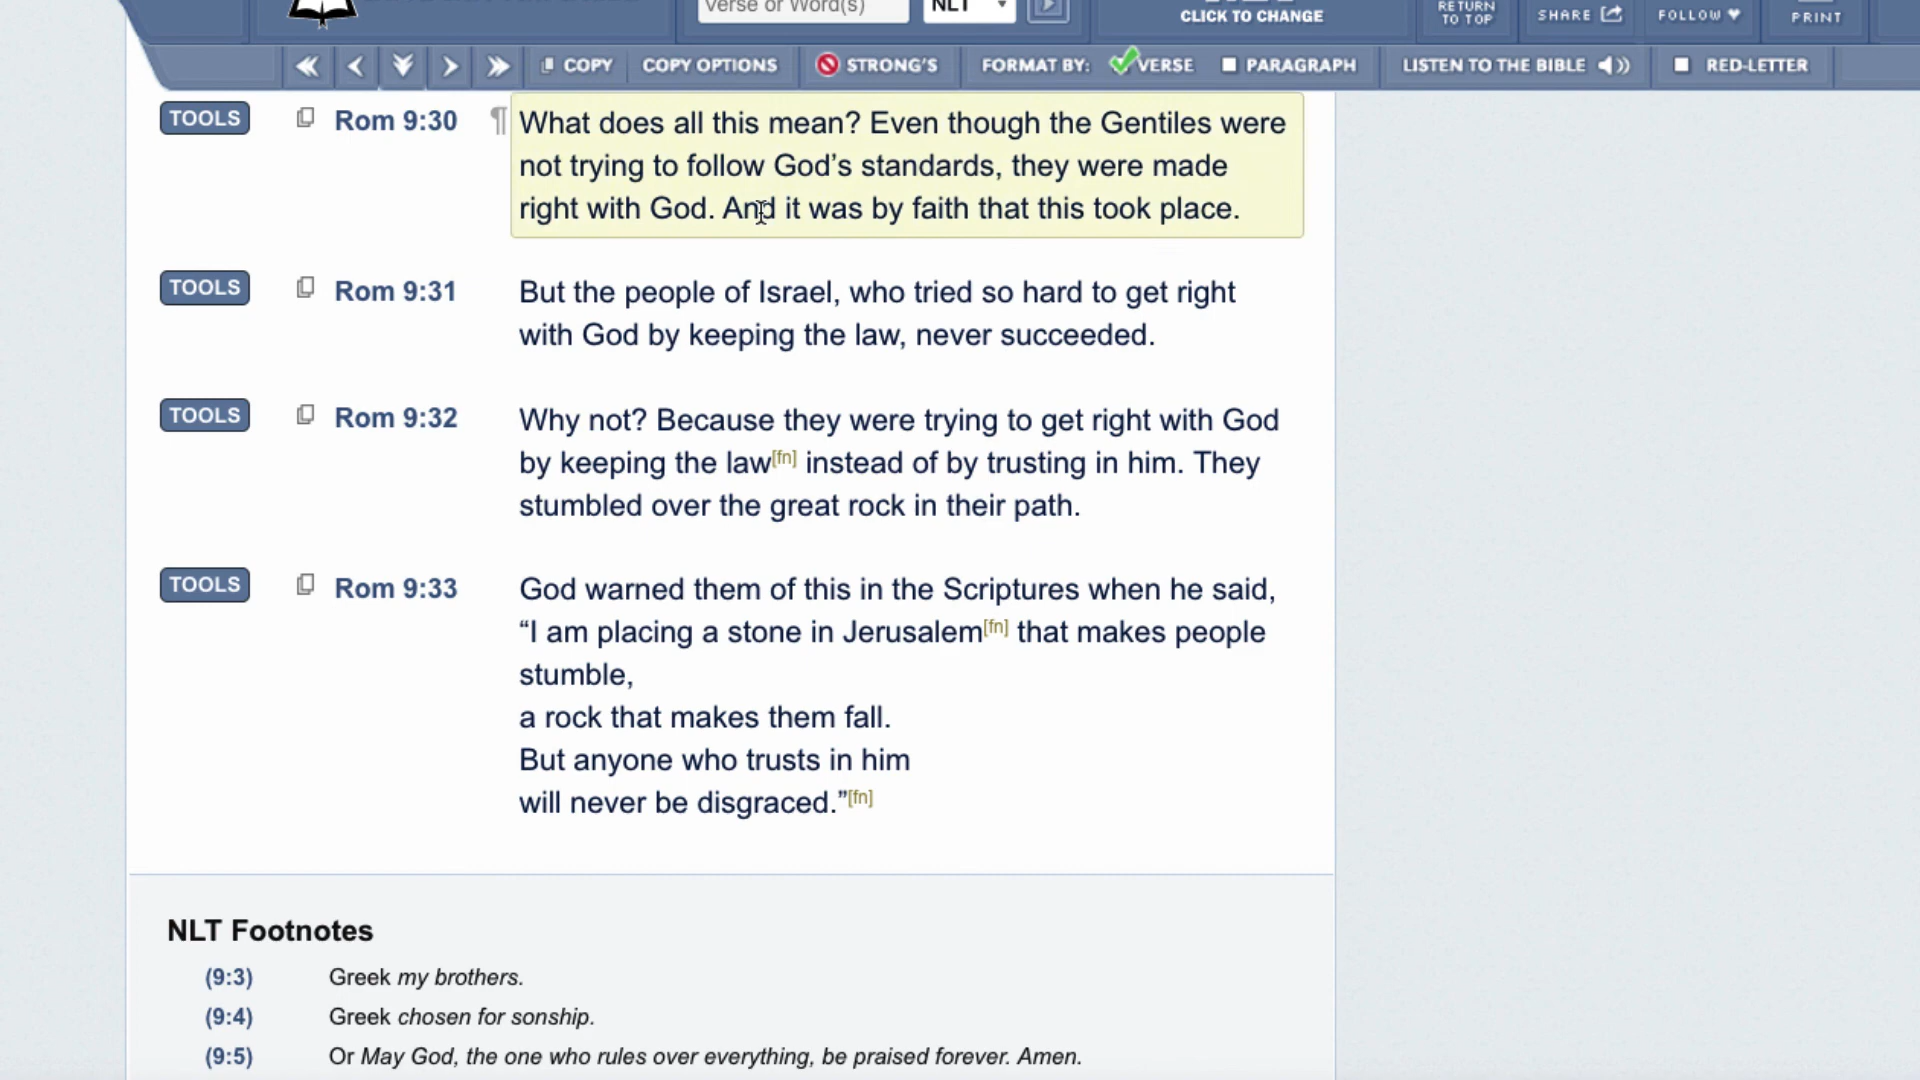 Verse or Word(s)
NLT
CLICK TO CHANGE
RETURN
TO TOP
SHARE
FOLLOW
PRINT
COPY
COPY OPTIONS
STRONG'S
FORMAT BY:
VERSE
PARAGRAPH
LISTEN TO THE BIBLE
RED-LETTER
TOOLS Rom 9:30 ¶ What does all this mean? Even though the Gentiles were
not trying to follow God’s standards, they were made
right with God. And it was by faith that this took place.
TOOLS Rom 9:31 But the people of Israel, who tried so hard to get right
with God by keeping the law, never succeeded.
TOOLS Rom 9:32 Why not? Because they were trying to get right with God
by keeping the law[fn] instead of by trusting in him. They
stumbled over the great rock in their path.
TOOLS Rom 9:33 God warned them of this in the Scriptures when he said,
“I am placing a stone in Jerusalem[fn] that makes people
stumble,
a rock that makes them fall.
But anyone who trusts in him
will never be disgraced.”[fn]
NLT Footnotes
(9:3) Greek my brothers.
(9:4) Greek chosen for sonship.
(9:5) Or May God, the one who rules over everything, be praised forever. Amen.